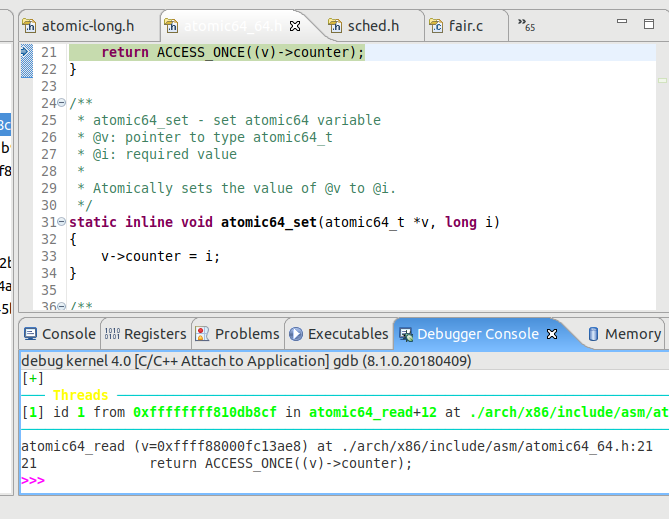 atomic-long.h atomic64_64.h sched.h fair.c »65
21 return ACCESS_ONCE((v)->counter);
22 }
23
24 /**
25 * atomic64_set - set atomic64 variable
26 * @v: pointer to type atomic64_t
27 * @i: required value
28 *
29 * Atomically sets the value of @v to @i.
30 */
31 static inline void atomic64_set(atomic64_t *v, long i)
32 {
33 v->counter = i;
34 }
35
36 /**
Console Registers Problems Executables Debugger Console Memory
debug kernel 4.0 [C/C++ Attach to Application] gdb (8.1.0.20180409)
[+]
Threads
[1] id 1 from 0xffffffff810db8cf in atomic64_read+12 at ./arch/x86/include/asm/at
atomic64_read (v=0xffff88000fc13ae8) at ./arch/x86/include/asm/atomic64_64.h:21
21 return ACCESS_ONCE((v)->counter);
>>>